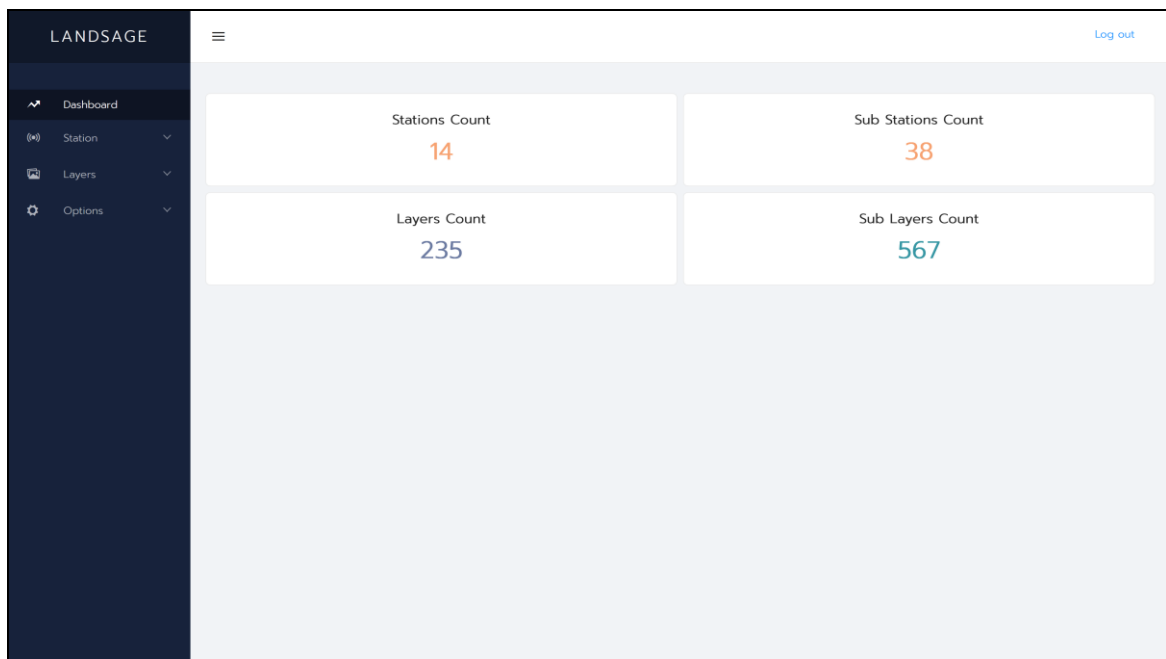 LANDSAGE
Log out
Dashboard
Station
Layers
Options
Stations Count
14
Sub Stations Count
38
Layers Count
235
Sub Layers Count
567